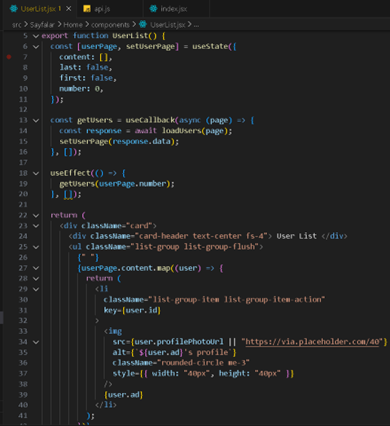 UserList.jsx 1 ● api.js index.jsx
src > Sayfalar > Home > components > UserList.jsx > ...
5 export function UserList() {
6 const [userPage, setUserPage] = useState({
7 content: [],
8 last: false,
9 first: false,
10 number: 0,
11 });
12
13 const getUsers = useCallback(async (page) => {
14 const response = await loadUsers(page);
15 setUserPage(response.data);
16 }, []);
17
18 useEffect(() => {
19 getUsers(userPage.number);
20 }, []);
21
22 return (
23 <div className="card">
24 <div className="card-header text-center fs-4"> User List </div>
25 <ul className="list-group list-group-flush">
26 {" "}
27 {userPage.content.map((user) => {
28 return (
29 <li
30 className="list-group-item list-group-item-action"
31 key={user.id}
32 >
33 <img
34 src={user.profilePhotoUrl || "https://via.placeholder.com/40"}
35 alt={`${user.ad}'s profile`}
36 className="rounded-circle me-3"
37 style={{ width: "40px", height: "40px" }}
38 />
39 {user.ad}
40 </li>
41 );